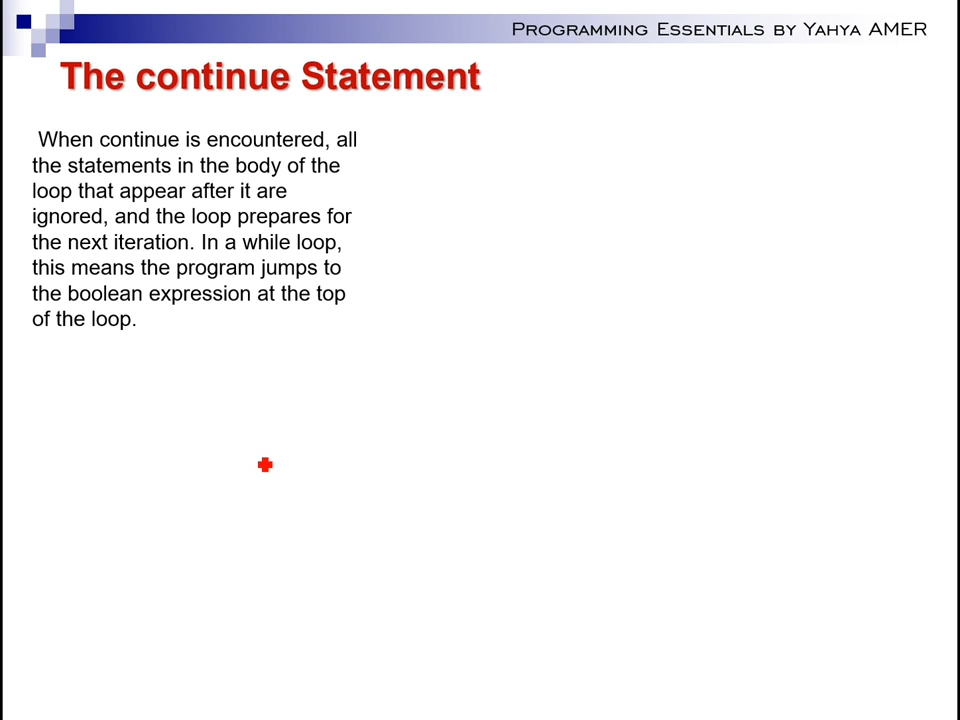 Programming Essentials by Yahya AMER
The continue Statement
When continue is encountered, all
the statements in the body of the
loop that appear after it are
ignored, and the loop prepares for
the next iteration. In a while loop,
this means the program jumps to
the boolean expression at the top
of the loop.